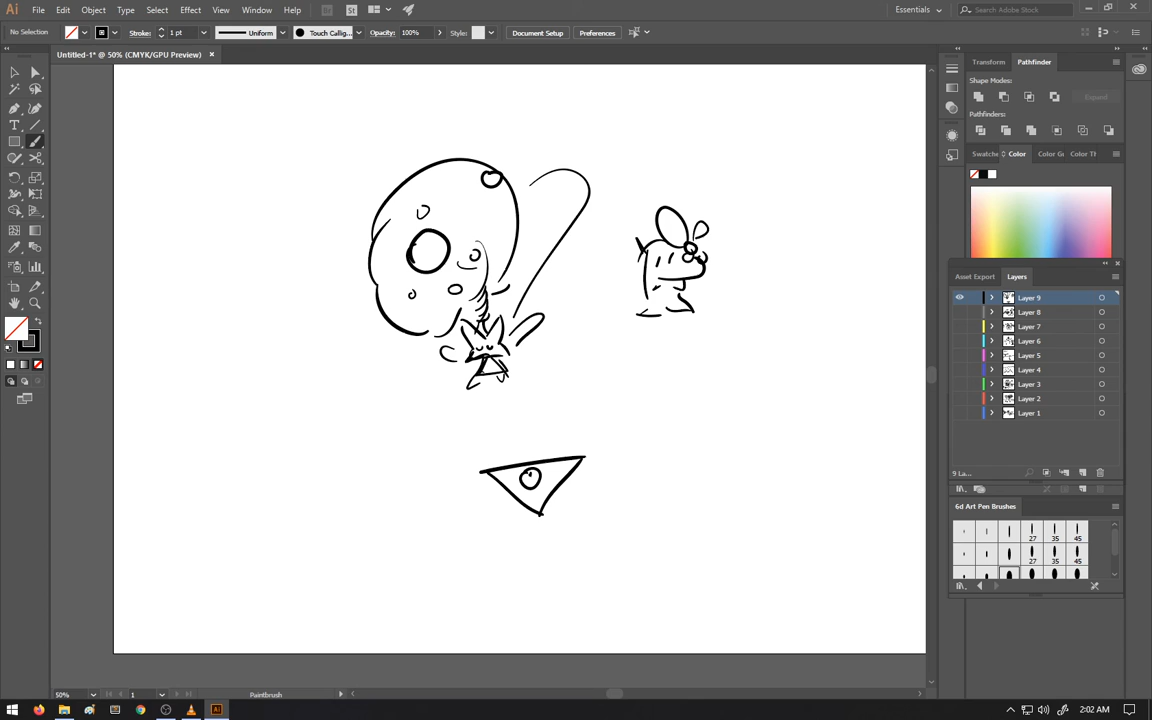 Ai File Edit Object Type Select Effect View Window Help Br St Essentials Search Adobe Stock
No Selection Stroke: 1 pt Uniform Touch Callig... Opacity: 100% Style: Document Setup Preferences
Untitled-1* @ 50% (CMYK/GPU Preview)
Transform Pathfinder
Shape Modes:
Expand
Pathfinders:
Swatche Color Color G Color Th
Asset Export Layers
Layer 9
Layer 8
Layer 7
Layer 6
Layer 5
Layer 4
Layer 3
Layer 2
Layer 1
9 La...
6d Art Pen Brushes
27 35 45
27 35 45
50% 1 Paintbrush
Ai 2:02 AM